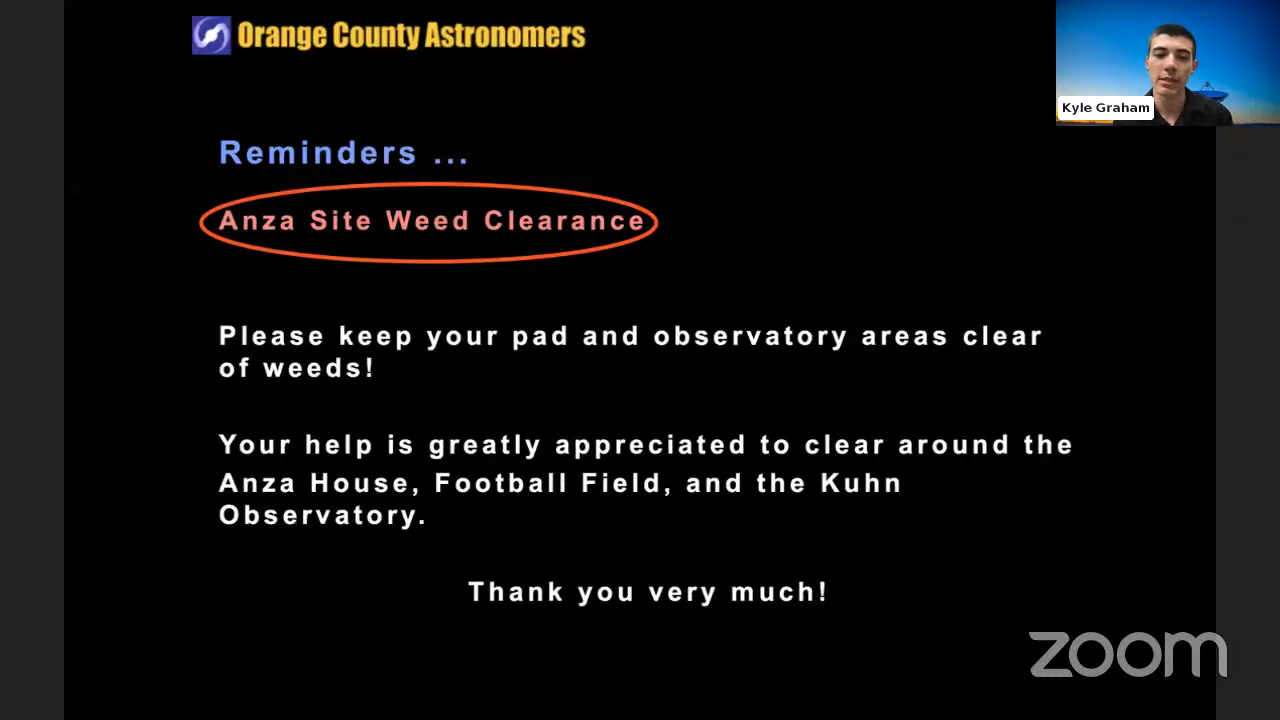 Orange County Astronomers
Kyle Graham
Reminders ...
Anza Site Weed Clearance
Please keep your pad and observatory areas clear
of weeds!
Your help is greatly appreciated to clear around the
Anza House, Football Field, and the Kuhn
Observatory.
Thank you very much!
zoom